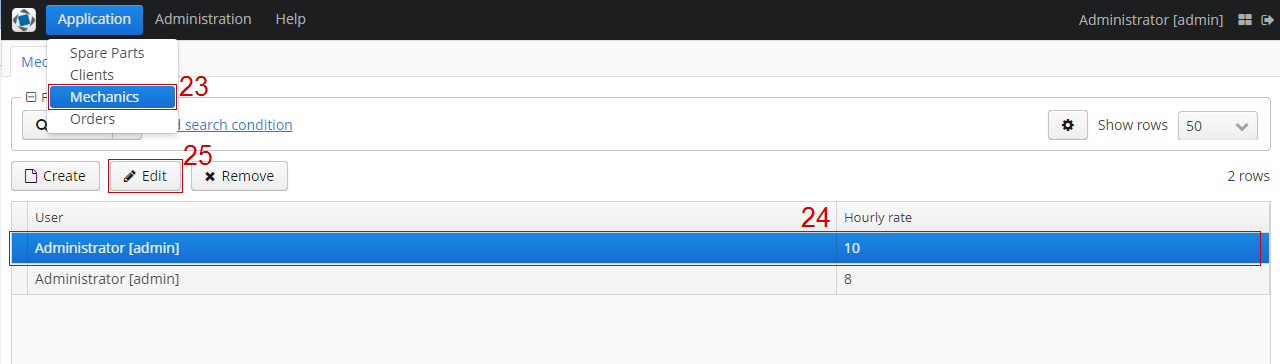 Application Administration Help Administrator [admin]
Mec
Spare Parts
Clients
Mechanics 23
Orders
F
d search condition Show rows 50
Create Edit 25 Remove 2 rows
User 24 Hourly rate
Administrator [admin] 10
Administrator [admin] 8